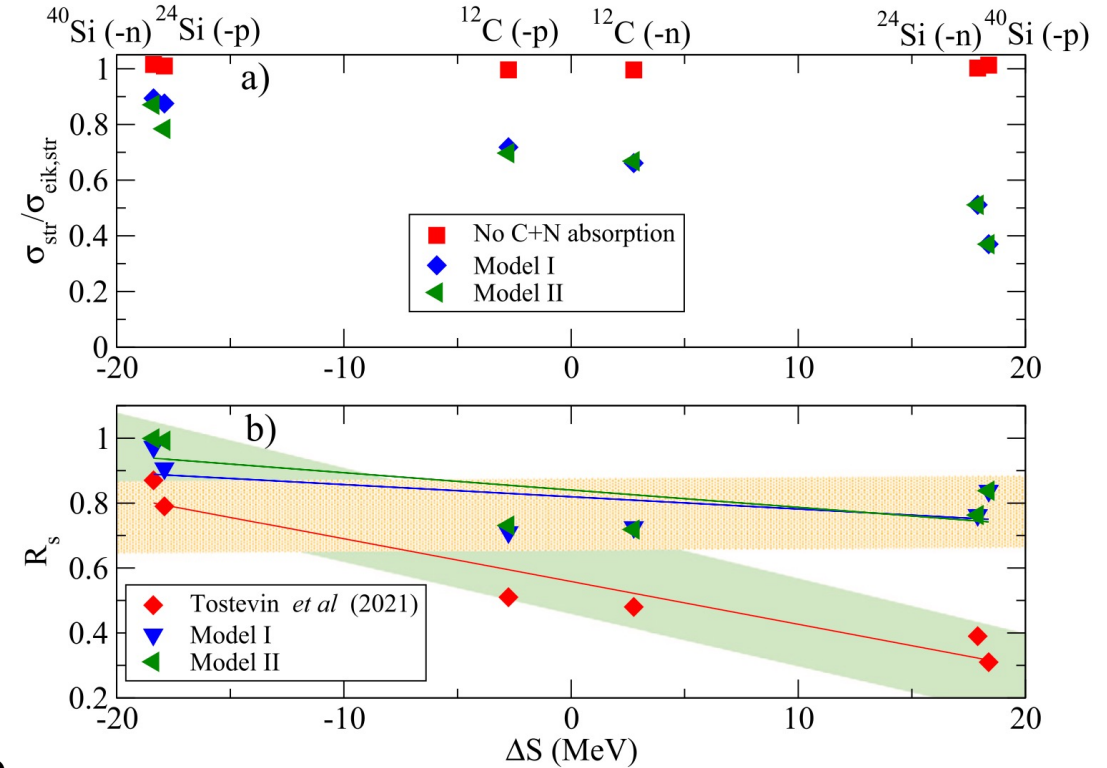 ⁴⁰Si (-n) ²⁴Si (-p) ¹²C (-p) ¹²C (-n) ²⁴Si (-n) ⁴⁰Si (-p)
a)
1
0.8
0.6
0.4
0.2
0
σstr/σeik,str
No C+N absorption
Model I
Model II
-20 -10 0 10 20
b)
1
0.8
0.6
0.4
0.2
Rs
Tostevin et al (2021)
Model I
Model II
-20 -10 0 10 20
ΔS (MeV)